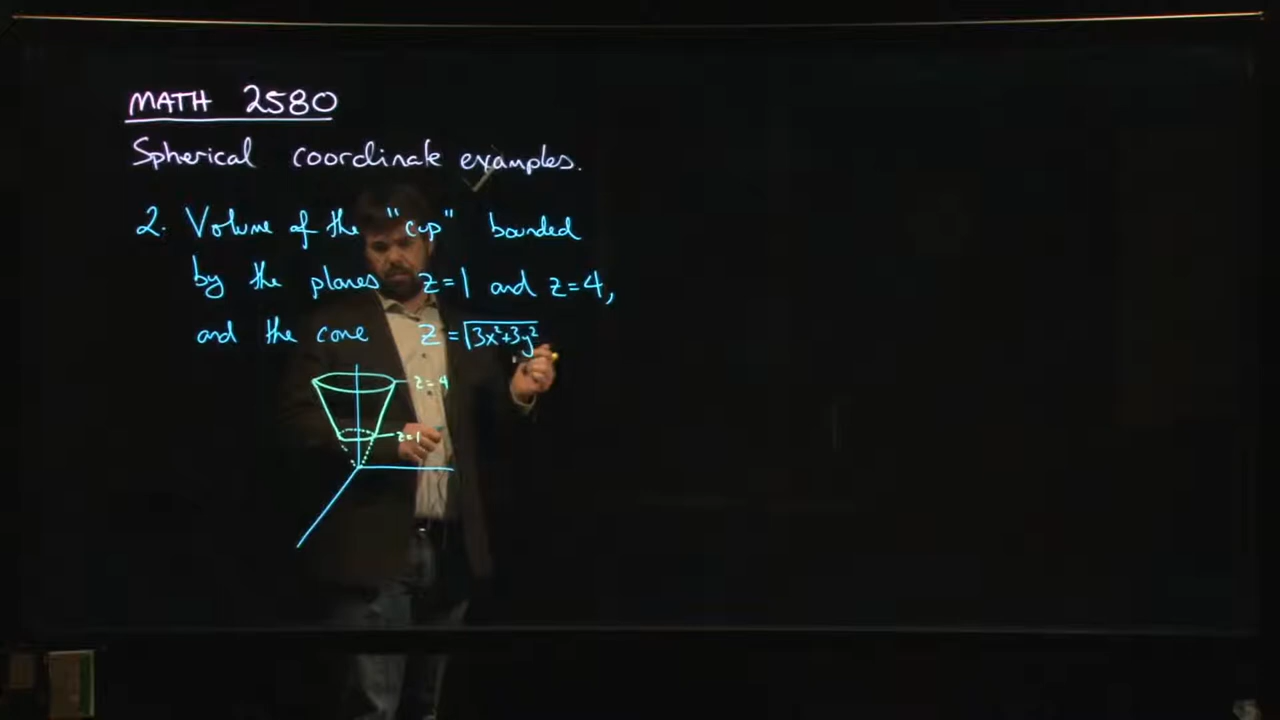 MATH 2580
Spherical coordinate examples.
2. Volume of the "cup" bounded
by the planes z=1 and z=4,
and the cone z=√3x²+3y²
z=4
z=1